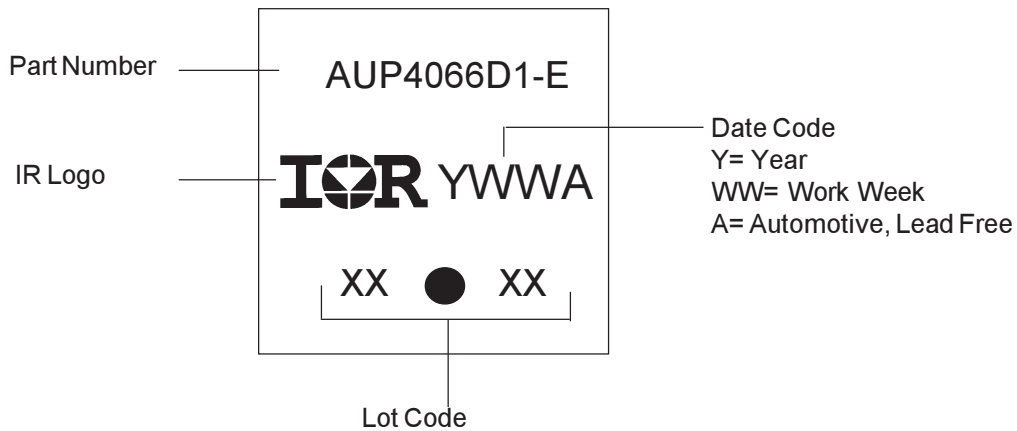 Part Number
AUP4066D1-E
IR Logo
IOR YWWA
Date Code
Y= Year
WW= Work Week
A= Automotive, Lead Free
XX XX
Lot Code